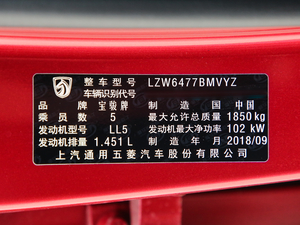 整车型号 LZW6477BMVYZ
车辆识别代号
品牌 宝骏牌 制造国 中国
乘员数 5 最大允许总质量 1850 kg
发动机型号 LL5 发动机最大净功率 102 kW
发动机排量 1.451 L 制造年月 2018/09
上汽通用五菱汽车股份有限公司